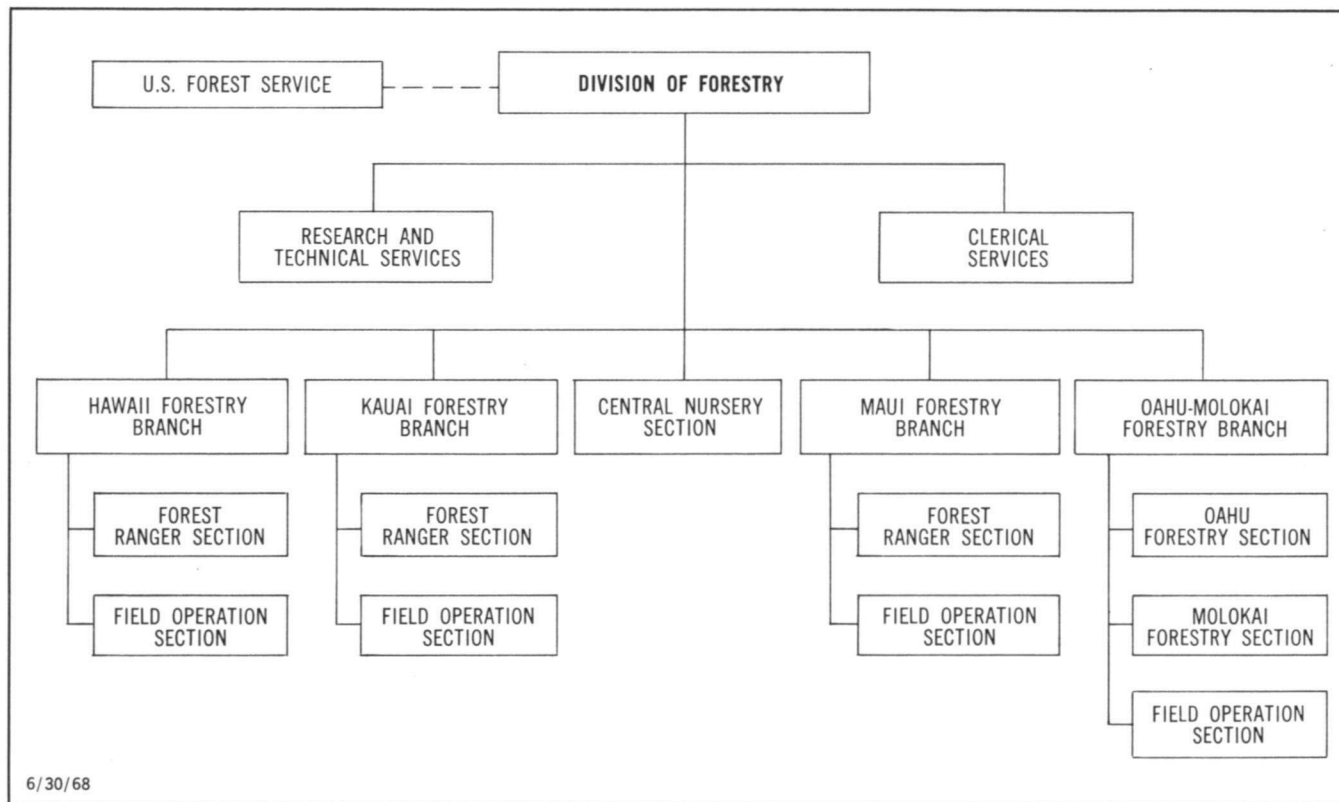 U.S. FOREST SERVICE
DIVISION OF FORESTRY
RESEARCH AND
TECHNICAL SERVICES
CLERICAL
SERVICES
HAWAII FORESTRY
BRANCH
KAUAI FORESTRY
BRANCH
CENTRAL NURSERY
SECTION
MAUI FORESTRY
BRANCH
OAHU-MOLOKAI
FORESTRY BRANCH
FOREST
RANGER SECTION
FOREST
RANGER SECTION
FOREST
RANGER SECTION
OAHU
FORESTRY SECTION
FIELD OPERATION
SECTION
FIELD OPERATION
SECTION
FIELD OPERATION
SECTION
MOLOKAI
FORESTRY SECTION
FIELD OPERATION
SECTION
6/30/68